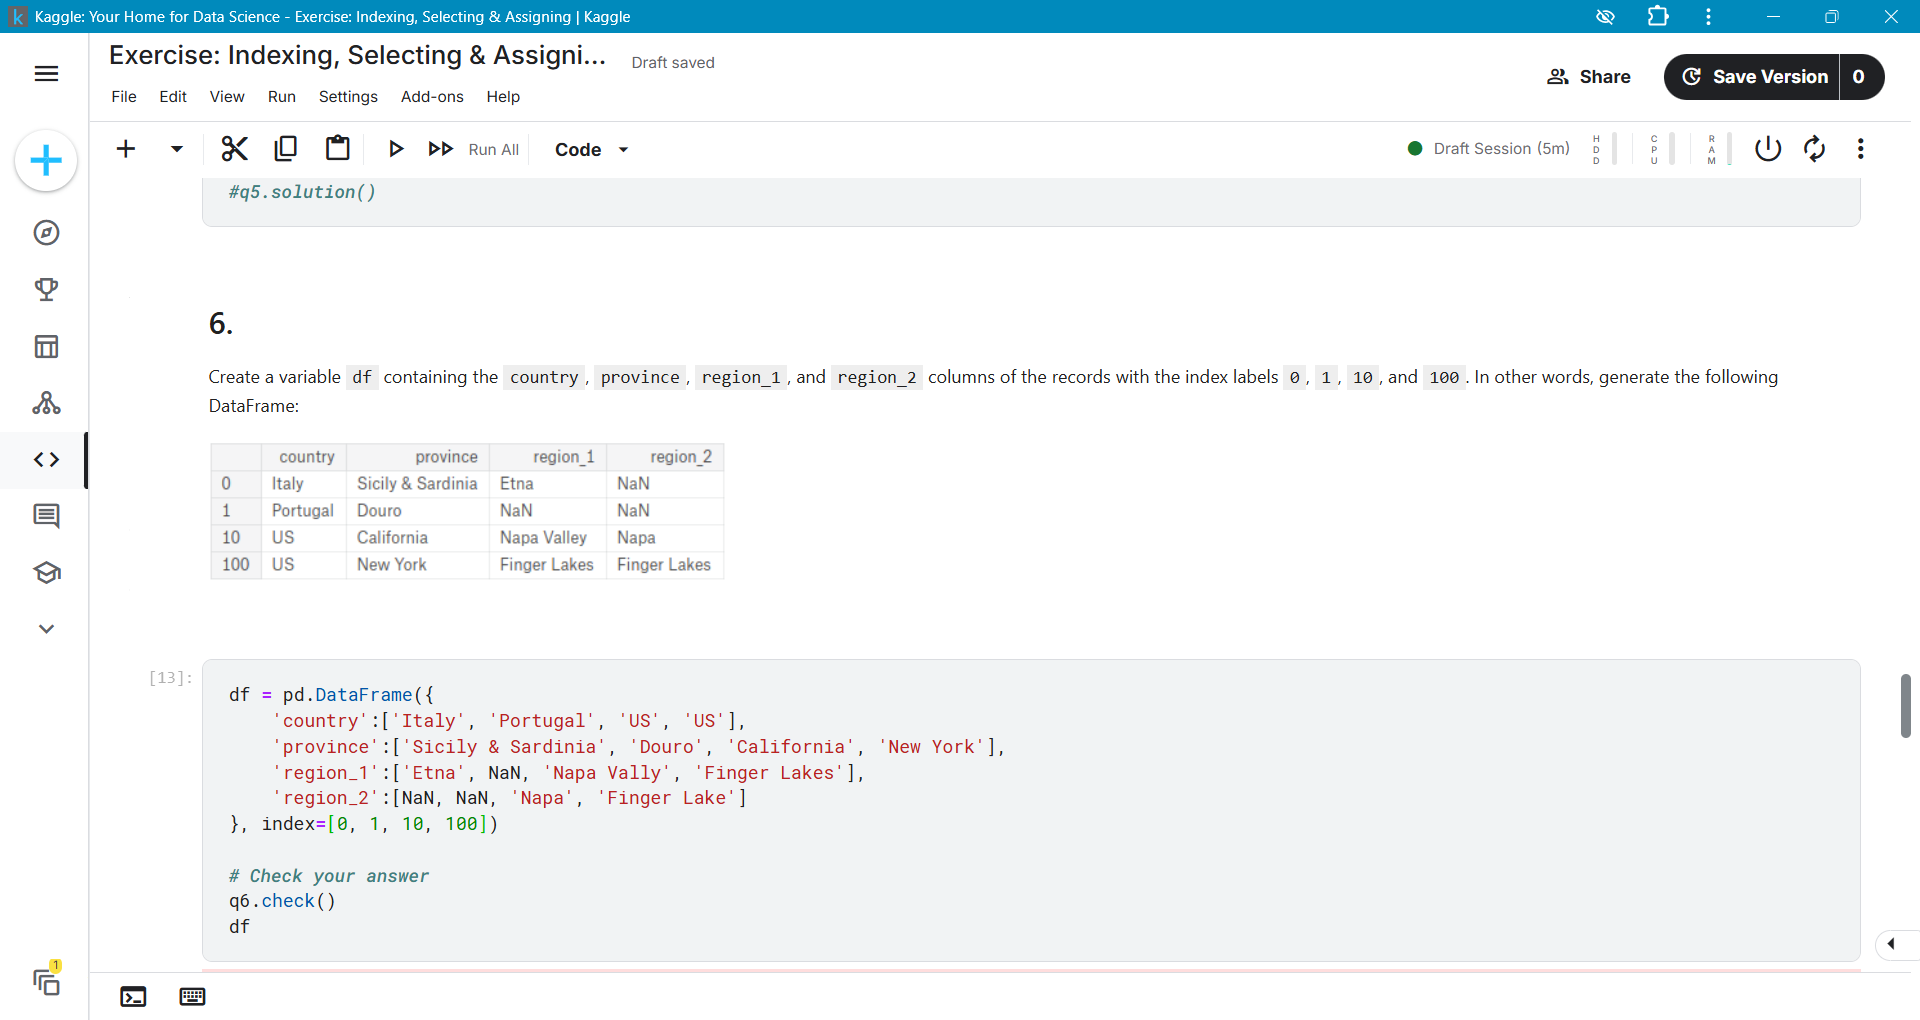 Kaggle: Your Home for Data Science - Exercise: Indexing, Selecting & Assigning | Kaggle
Exercise: Indexing, Selecting & Assigni... Draft saved
Share
Save Version 0
File Edit View Run Settings Add-ons Help
Run All Code
Draft Session (5m) HDD CPU RAM
#q5.solution()
6.
Create a variable df containing the country, province, region_1, and region_2 columns of the records with the index labels 0, 1, 10, and 100. In other words, generate the following
DataFrame:
country province region_1 region_2
0 Italy Sicily & Sardinia Etna NaN
1 Portugal Douro NaN NaN
10 US California Napa Valley Napa
100 US New York Finger Lakes Finger Lakes
[13]:
df = pd.DataFrame({
    'country':['Italy', 'Portugal', 'US', 'US'],
    'province':['Sicily & Sardinia', 'Douro', 'California', 'New York'],
    'region_1':['Etna', NaN, 'Napa Vally', 'Finger Lakes'],
    'region_2':[NaN, NaN, 'Napa', 'Finger Lake']
}, index=[0, 1, 10, 100])
# Check your answer
q6.check()
df
1